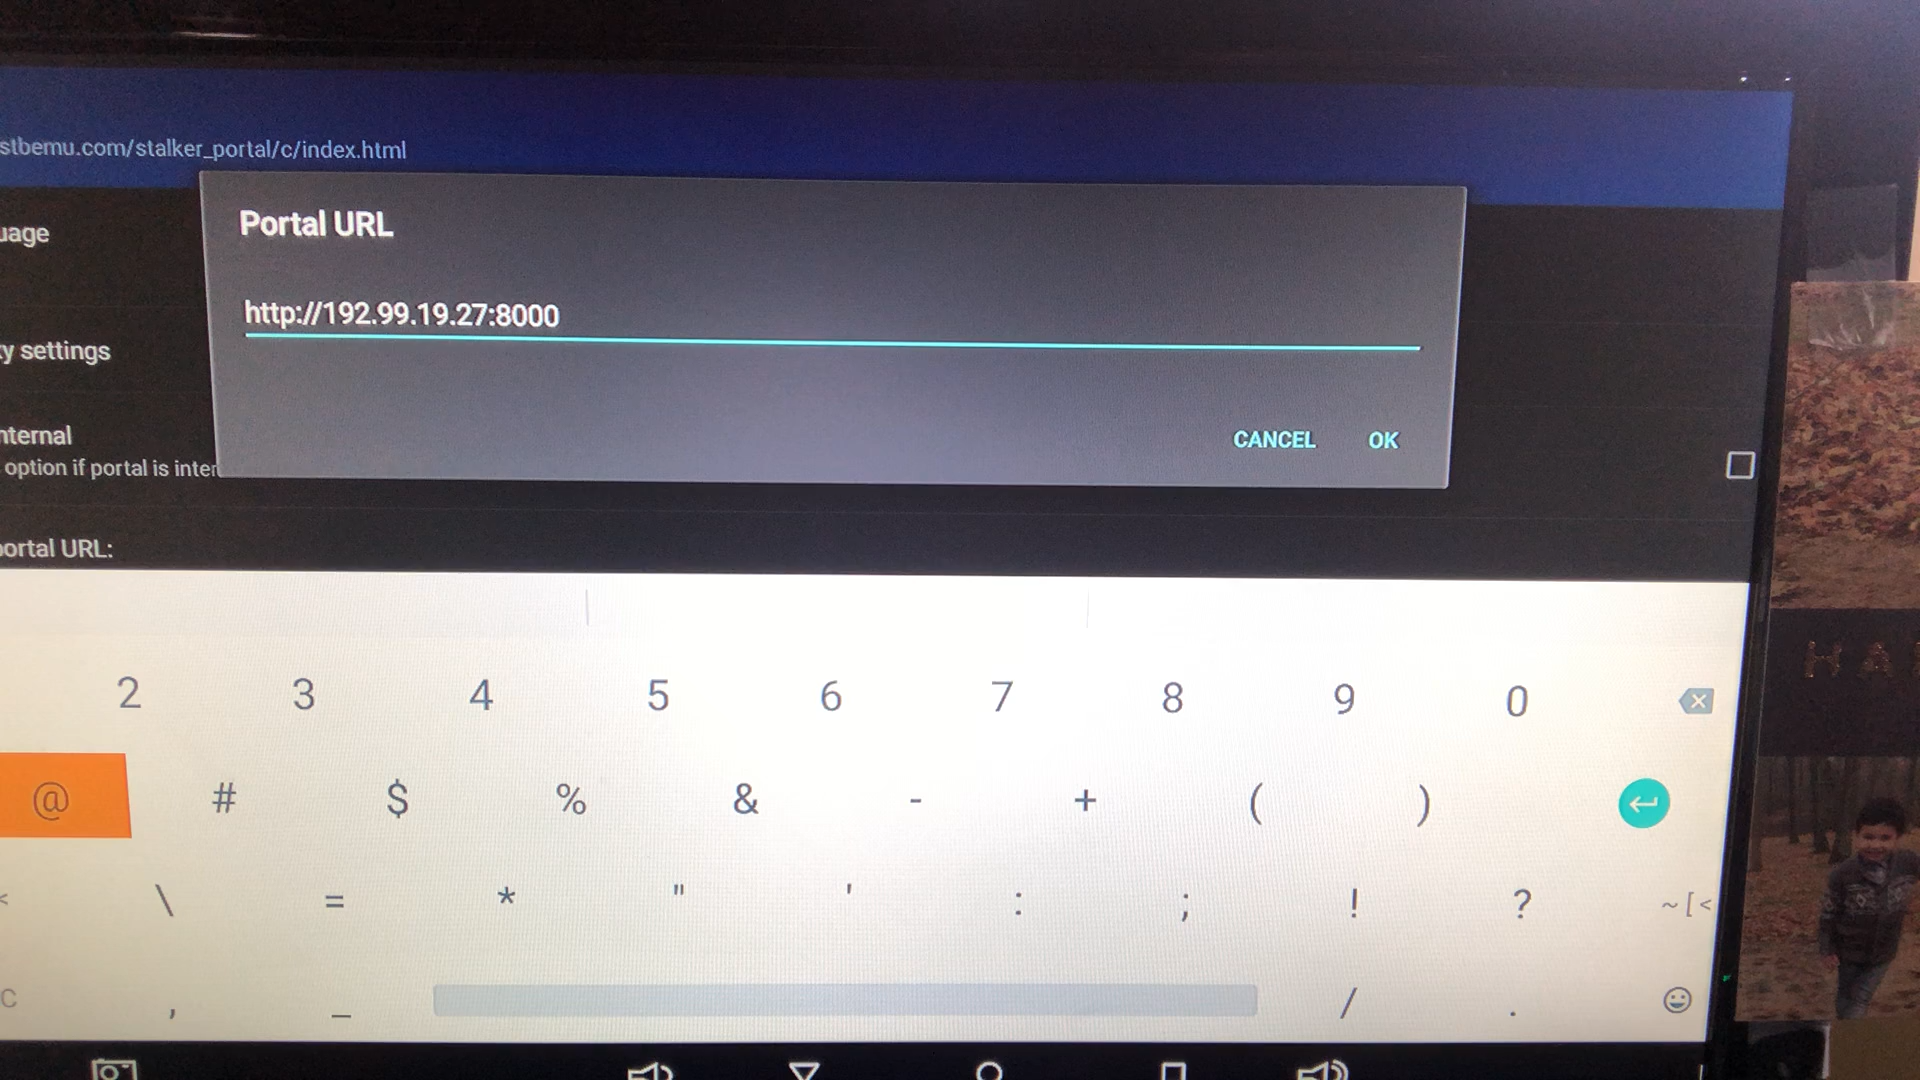 stbemu.com/stalker_portal/c/index.html
Portal URL
uage
http://192.99.19.27:8000
y settings
CANCEL OK
nternal
option if portal is inter
ortal URL:
2 3 4 5 6 7 8 9 0
@ # $ % & - + ( )
< \ = * " ' : ; ! ? ~ [ <
C , _ / .
H A